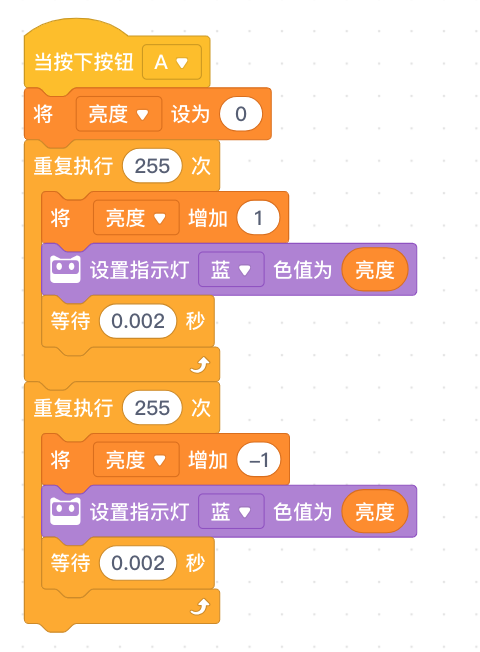 当按下按钮 A
将 亮度 设为 0
重复执行 255 次
将 亮度 增加 1
设置指示灯 蓝 色值为 亮度
等待 0.002 秒
重复执行 255 次
将 亮度 增加 –1
设置指示灯 蓝 色值为 亮度
等待 0.002 秒